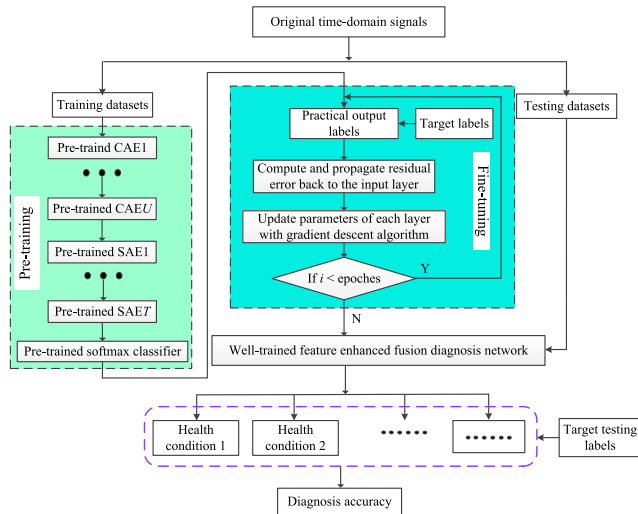 Original time-domain signals
Training datasets
Testing datasets
Pre-training
Pre-traind CAE1
Pre-trained CAEU
Pre-trained SAE1
Pre-trained SAET
Pre-trained softmax classifier
Practical output
labels
Target labels
Compute and propagate residual
error back to the input layer
Update parameters of each layer
with gradient descent algorithm
If i < epoches
Y
N
Fine-tuning
Well-trained feature enhanced fusion diagnosis network
Health
condition 1
Health
condition 2
Target testing
labels
Diagnosis accuracy